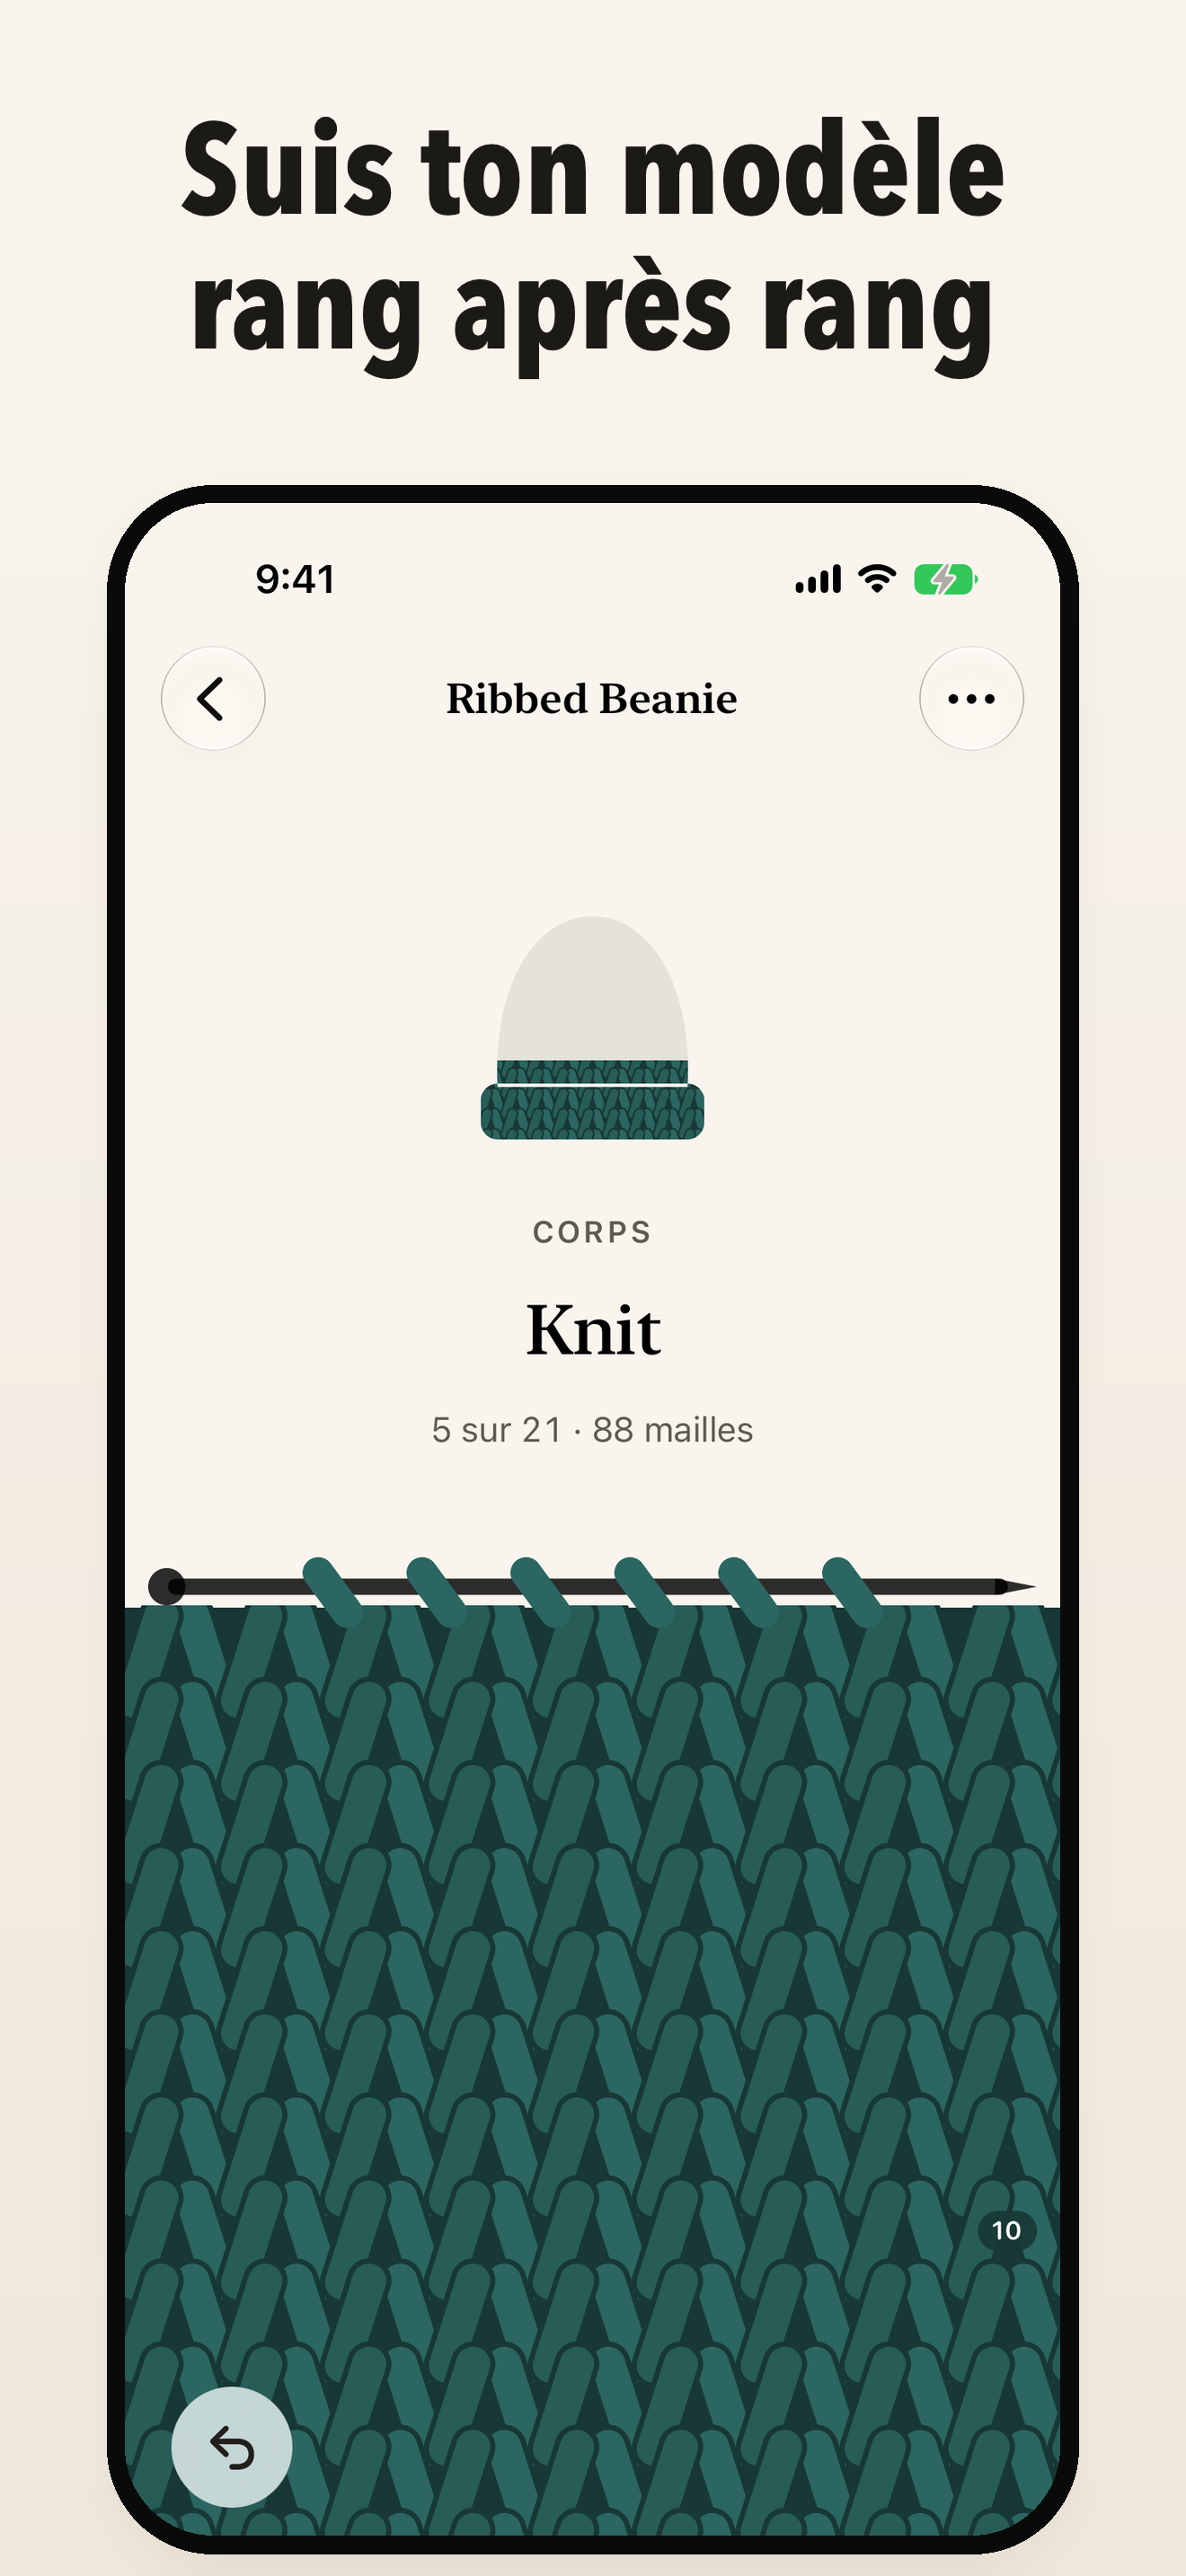 Suis ton modèle
rang après rang
9:41
Ribbed Beanie
CORPS
Knit
5 sur 21 · 88 mailles
10